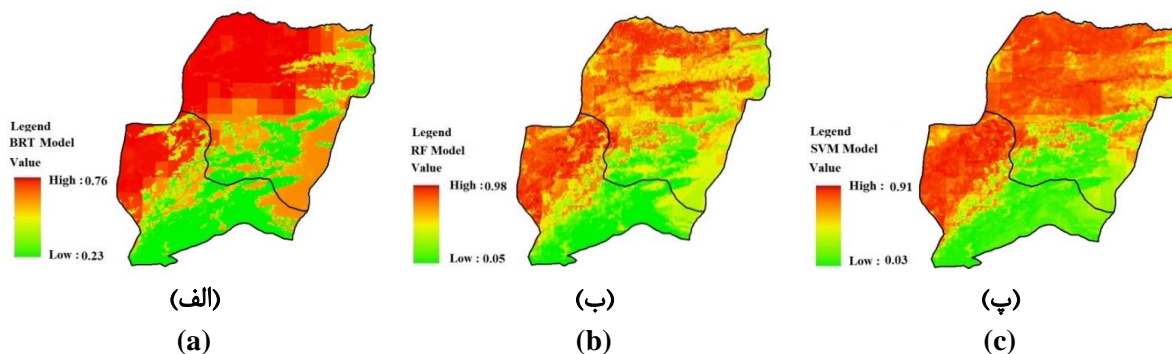 Legend
BRT Model
Value
High : 0.76
Low : 0.23
(الف)
(a)
Legend
RF Model
Value
High : 0.98
Low : 0.05
(ب)
(b)
Legend
SVM Model
Value
High : 0.91
Low : 0.03
(پ)
(c)